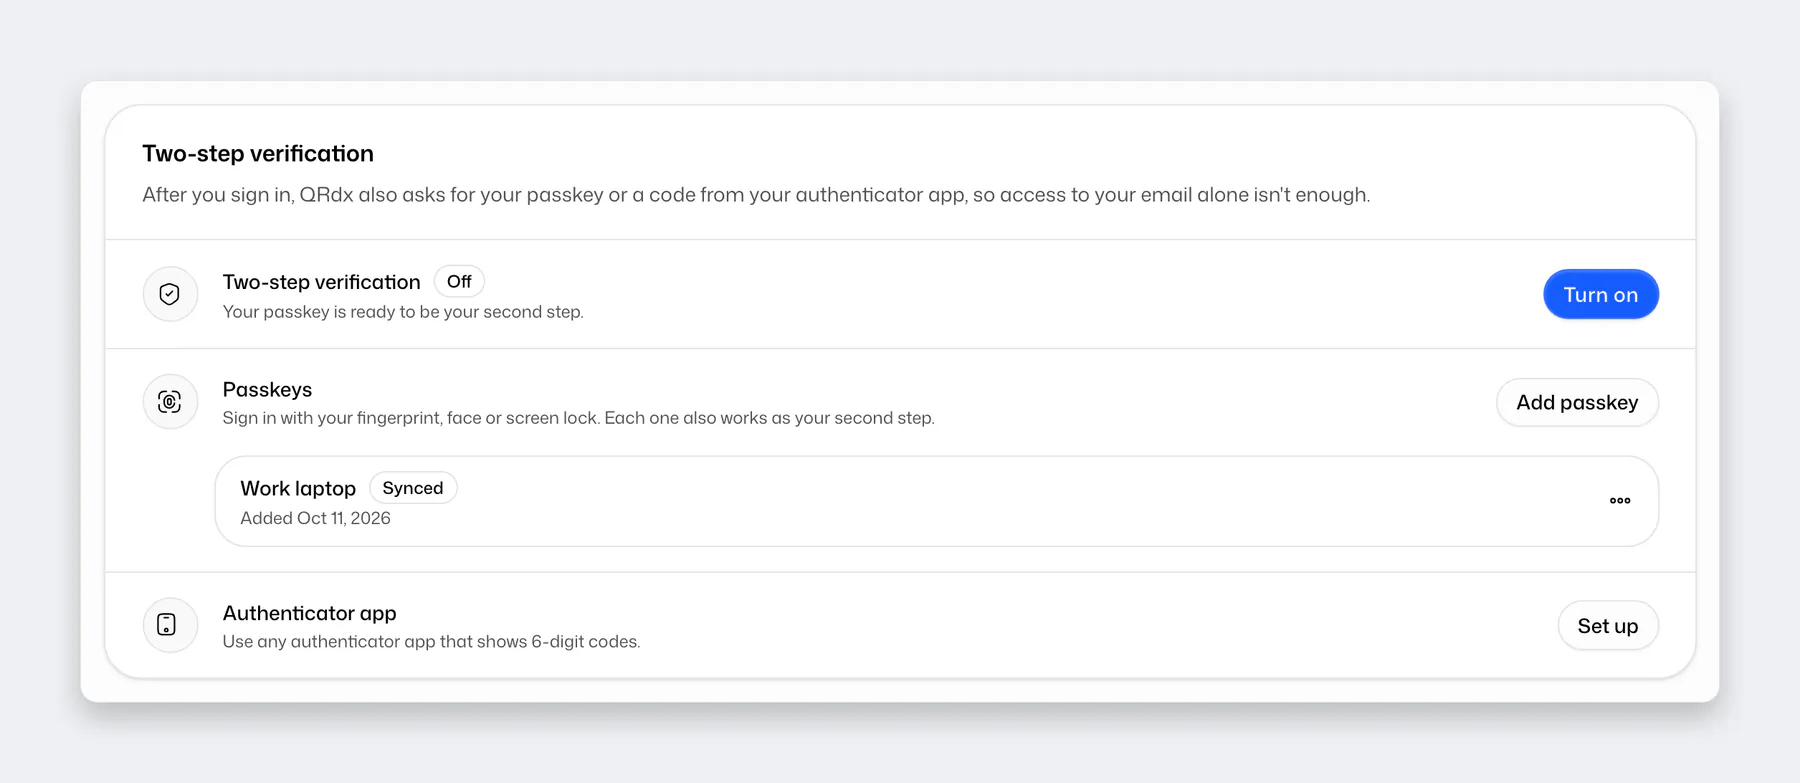 Two-step verification
After you sign in, QRdx also asks for your passkey or a code from your authenticator app, so access to your email alone isn't enough.
Two-step verification Off
Your passkey is ready to be your second step.
Turn on
Passkeys
Sign in with your fingerprint, face or screen lock. Each one also works as your second step.
Add passkey
Work laptop Synced
Added Oct 11, 2026
Authenticator app
Use any authenticator app that shows 6-digit codes.
Set up